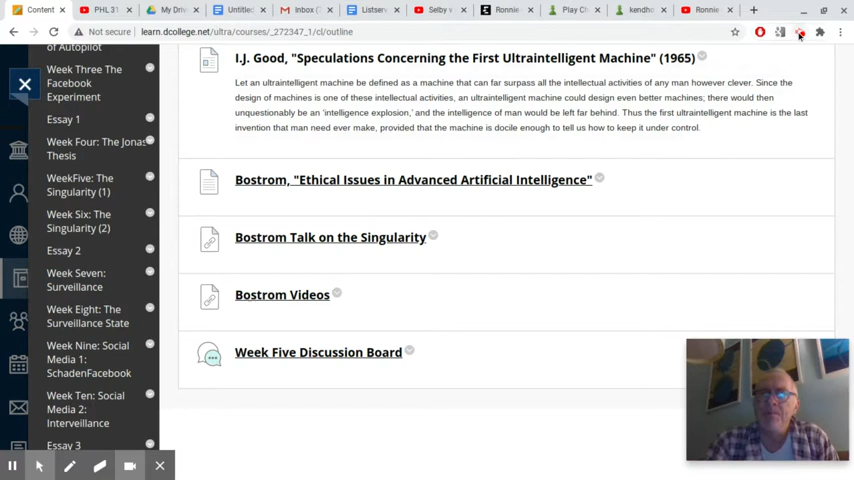 Content
PHL 31
My Driv
Untitled
Inbox (
Listserv
Selby w
Ronnie
Play Ch
kendho
Ronnie
Not secure
learn.dcollege.net/ultra/courses/_272347_1/cl/outline
of Autopilot
Week Three The
Facebook
Experiment
Essay 1
Week Four: The Jonas
Thesis
WeekFive: The
Singularity (1)
Week Six: The
Singularity (2)
Essay 2
Week Seven:
Surveillance
Week Eight: The
Surveillance State
Week Nine: Social
Media 1:
SchadenFacebook
Week Ten: Social
Media 2:
Interveillance
Essay 3
I.J. Good, "Speculations Concerning the First Ultraintelligent Machine" (1965)
Let an ultraintelligent machine be defined as a machine that can far surpass all the intellectual activities of any man however clever. Since the
design of machines is one of these intellectual activities, an ultraintelligent machine could design even better machines; there would then
unquestionably be an 'intelligence explosion,' and the intelligence of man would be left far behind. Thus the first ultraintelligent machine is the last
invention that man need ever make, provided that the machine is docile enough to tell us how to keep it under control.
Bostrom, "Ethical Issues in Advanced Artificial Intelligence"
Bostrom Talk on the Singularity
Bostrom Videos
Week Five Discussion Board